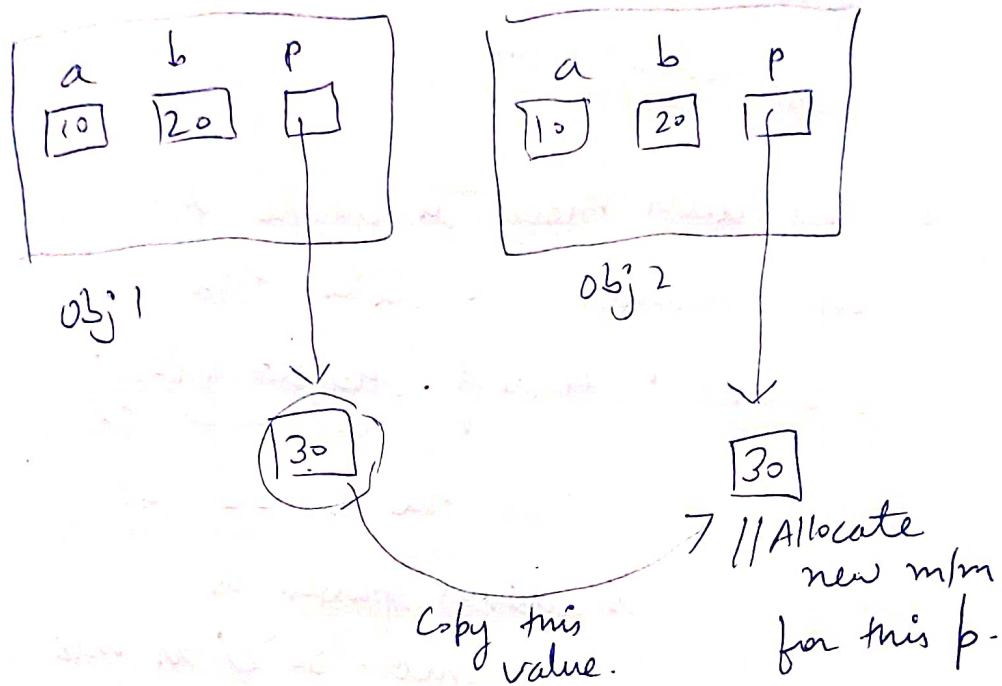 a b p
10 20
a b p
10 20
obj 1
obj 2
30
30
// Allocate
new m/m
for this p.
Copy this
value.